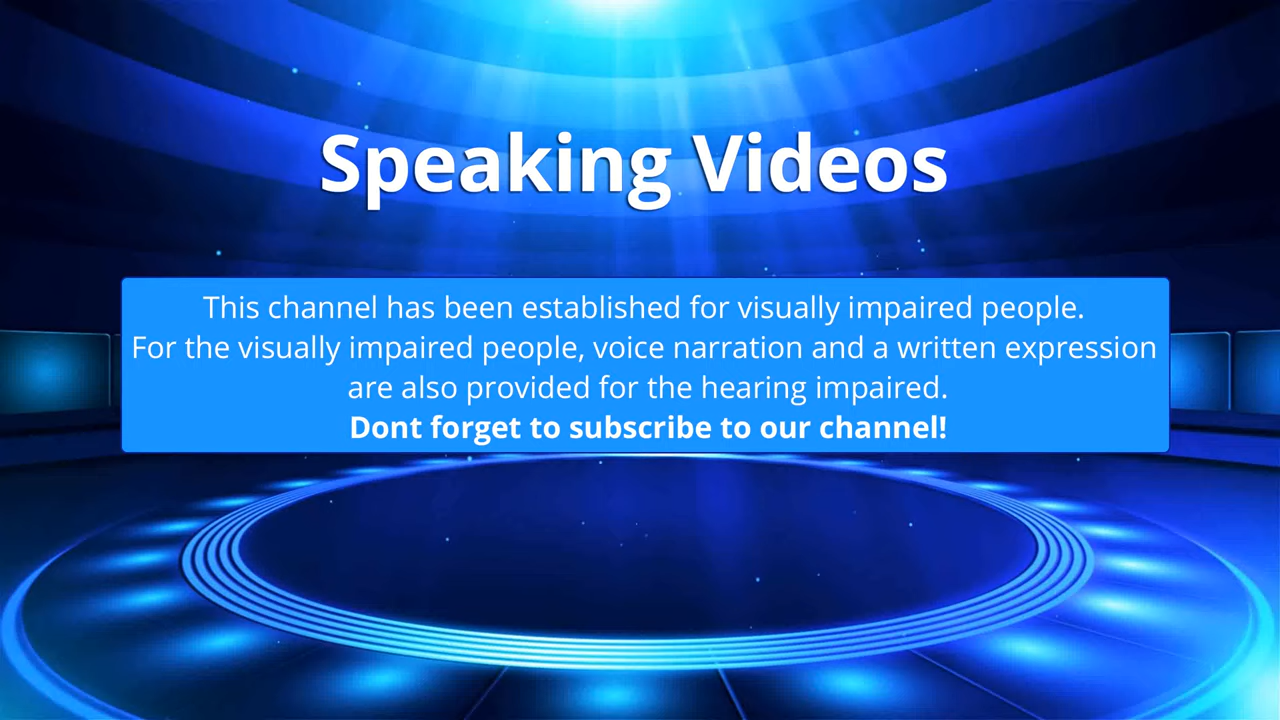 Speaking Videos
This channel has been established for visually impaired people.
For the visually impaired people, voice narration and a written expression
are also provided for the hearing impaired.
Dont forget to subscribe to our channel!